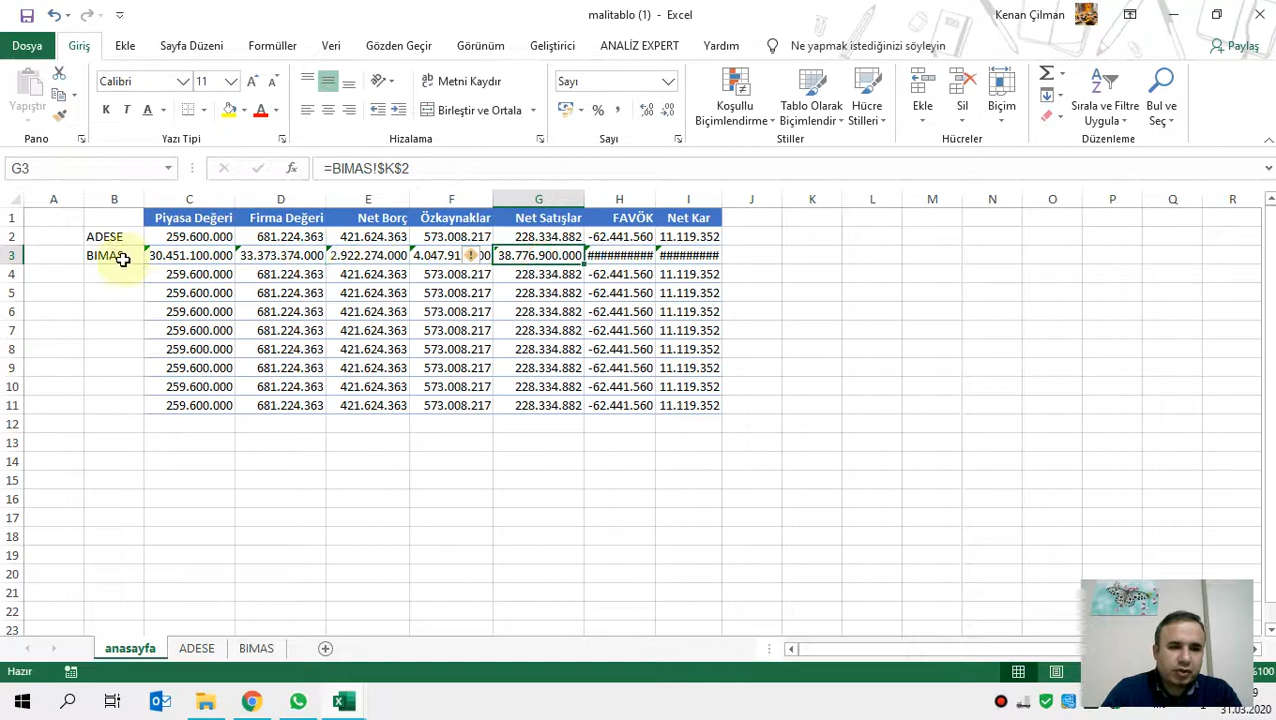 malitablo (1) - Excel
Kenan Çilman
Dosya Giriş Ekle Sayfa Düzeni Formüller Veri Gözden Geçir Görünüm Geliştirici ANALİZ EXPERT Yardım Ne yapmak istediğinizi söyleyin Paylaş
Yapıştır
Calibri 11
Metni Kaydır
Sayı
Birleştir ve Ortala
Koşullu Biçimlendirme
Tablo Olarak Biçimlendir
Hücre Stilleri
Ekle
Sil
Biçim
Sırala ve Filtre Uygula
Bul ve Seç
Pano Yazı Tipi Hizalama Sayı Stiller Hücreler Düzenleme
G3 =BIMAS!$K$2
A B C D E F G H I J K L M N O P Q R
1 Piyasa Değeri Firma Değeri Net Borç Özkaynaklar Net Satışlar FAVÖK Net Kar
2 ADESE 259.600.000 681.224.363 421.624.363 573.008.217 228.334.882 -62.441.560 11.119.352
3 BIMAS 30.451.100.000 33.373.374.000 2.922.274.000 4.047.91 00 38.776.900.000 ########## #########
4 259.600.000 681.224.363 421.624.363 573.008.217 228.334.882 -62.441.560 11.119.352
5 259.600.000 681.224.363 421.624.363 573.008.217 228.334.882 -62.441.560 11.119.352
6 259.600.000 681.224.363 421.624.363 573.008.217 228.334.882 -62.441.560 11.119.352
7 259.600.000 681.224.363 421.624.363 573.008.217 228.334.882 -62.441.560 11.119.352
8 259.600.000 681.224.363 421.624.363 573.008.217 228.334.882 -62.441.560 11.119.352
9 259.600.000 681.224.363 421.624.363 573.008.217 228.334.882 -62.441.560 11.119.352
10 259.600.000 681.224.363 421.624.363 573.008.217 228.334.882 -62.441.560 11.119.352
11 259.600.000 681.224.363 421.624.363 573.008.217 228.334.882 -62.441.560 11.119.352
12
13
14
15
16
17
18
19
20
21
22
23
anasayfa ADESE BIMAS
Hazır %100
31.03.2020